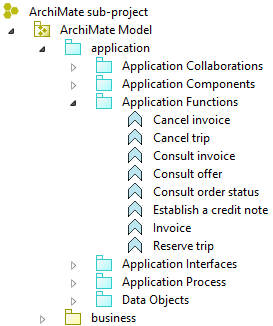 ArchiMate sub-project
ArchiMate Model
application
Application Collaborations
Application Components
Application Functions
Cancel invoice
Cancel trip
Consult invoice
Consult offer
Consult order status
Establish a credit note
Invoice
Reserve trip
Application Interfaces
Application Process
Data Objects
business